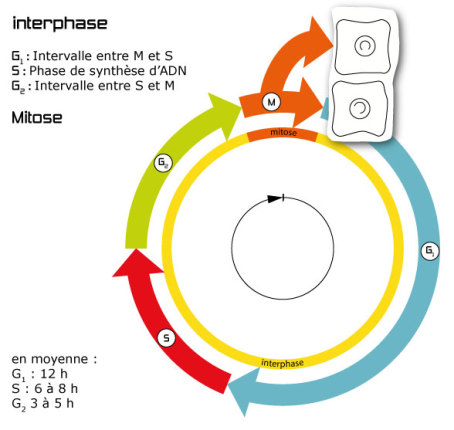 interphase
G₁ : Intervalle entre M et S
S : Phase de synthèse d'ADN
G₂ : Intervalle entre S et M
Mitose
M
mitose
G₂
G₁
S
interphase
en moyenne :
G₁ : 12 h
S : 6 à 8 h
G₂ 3 à 5 h